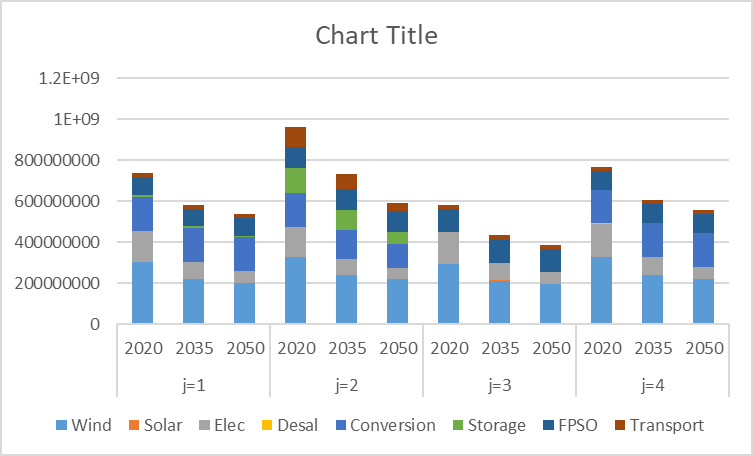 Chart Title
1.2E+09
1E+09
800000000
600000000
400000000
200000000
0
2020 2035 2050 2020 2035 2050 2020 2035 2050 2020 2035 2050
j=1 j=2 j=3 j=4
Wind Solar Elec Desal Conversion Storage FPSO Transport